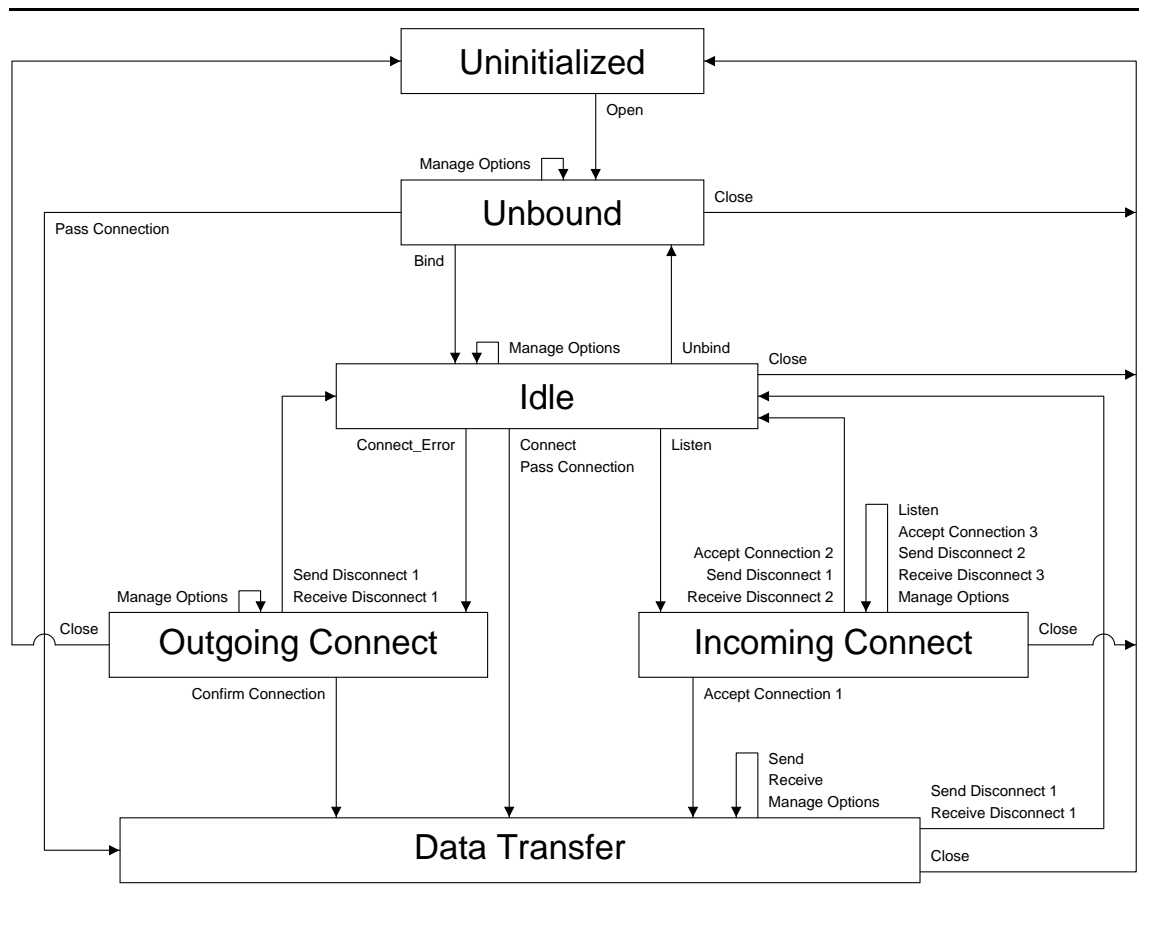 Uninitialized
Open
Manage Options
Unbound
Close
Pass Connection
Bind
Manage Options
Unbind
Close
Idle
Connect_Error
Connect
Pass Connection
Listen
Listen
Accept Connection 3
Send Disconnect 2
Receive Disconnect 3
Manage Options
Accept Connection 2
Send Disconnect 1
Receive Disconnect 2
Send Disconnect 1
Receive Disconnect 1
Manage Options
Close
Outgoing Connect
Incoming Connect
Close
Confirm Connection
Accept Connection 1
Send
Receive
Manage Options
Send Disconnect 1
Receive Disconnect 1
Data Transfer
Close